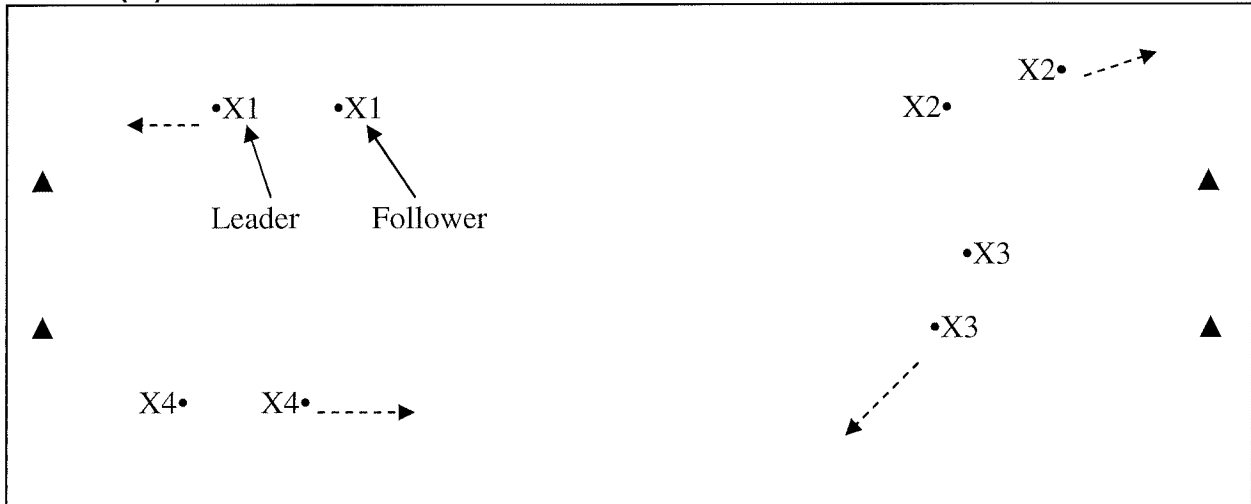 X2•
•X1 •X1 X2•
Leader Follower
•X3
•X3
X4• X4•